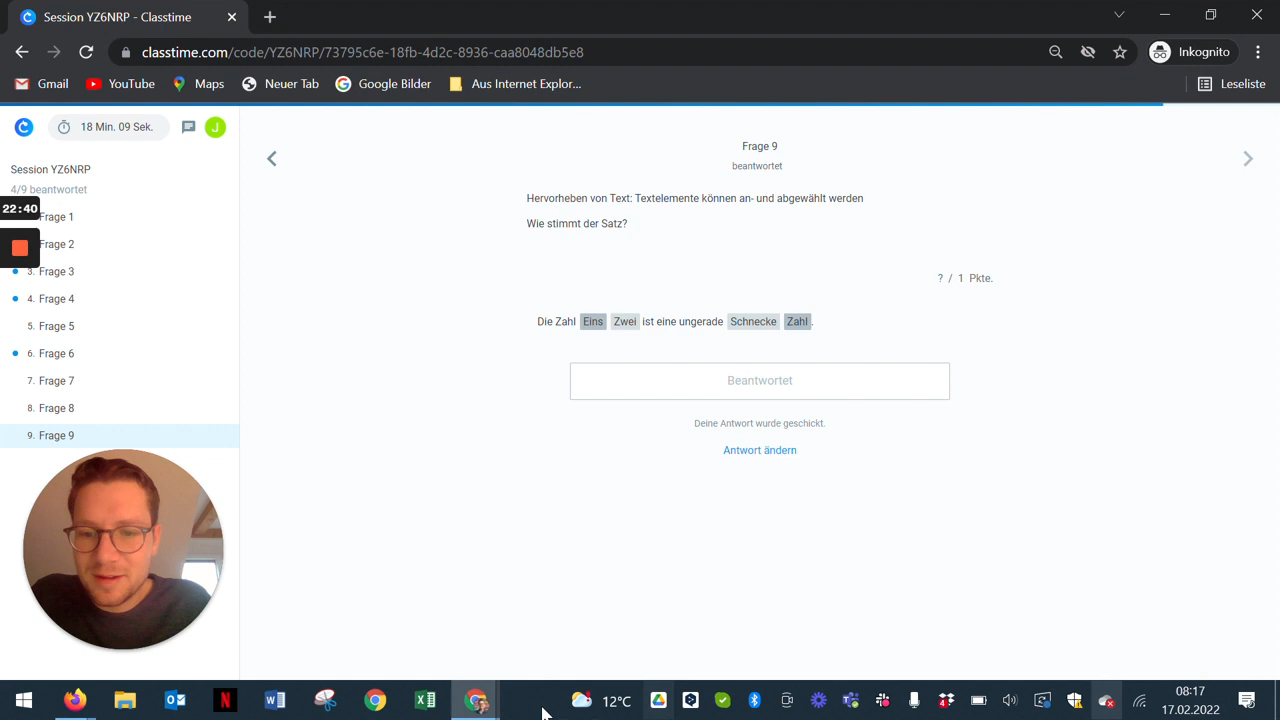 Session YZ6NRP - Classtime
classtime.com/code/YZ6NRP/73795c6e-18fb-4d2c-8936-caa8048db5e8
Inkognito
Gmail
YouTube
Maps
Neuer Tab
Google Bilder
Aus Internet Explor...
Leseliste
18 Min. 09 Sek.
J
Session YZ6NRP
4/9 beantwortet
22:40
Frage 1
Frage 2
3. Frage 3
4. Frage 4
5. Frage 5
6. Frage 6
7. Frage 7
8. Frage 8
9. Frage 9
Frage 9
beantwortet
Hervorheben von Text: Textelemente können an- und abgewählt werden
Wie stimmt der Satz?
? / 1 Pkte.
Die Zahl Eins Zwei ist eine ungerade Schnecke Zahl.
Beantwortet
Deine Antwort wurde geschickt.
Antwort ändern
12°C
08:17
17.02.2022